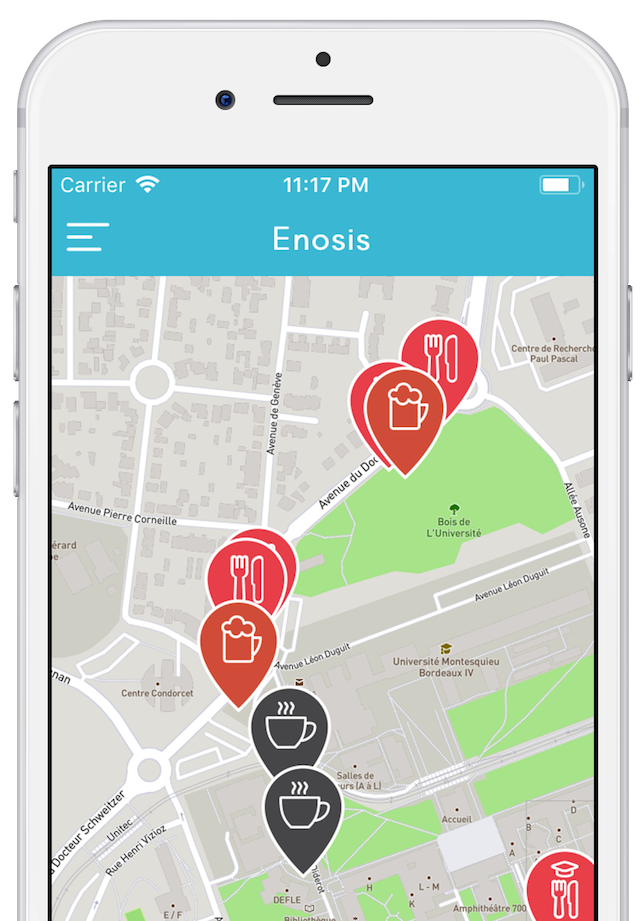 Carrier
11:17 PM
Enosis
Centre de Recherche
Paul Pascal
Avenue de Genève
Avenue du Doc
Allée Ausone
Avenue Pierre Corneille
Bois de
L'Université
érard
Avenue Léon Duguit
Avenue Léon Duguit
Université Montesquieu
Bordeaux IV
nan
Centre Condorcet
Salles de
urs (A à L)
Docteur Schweitzer
Unitec
Rue Henri Vizioz
Accueil
D
B
C
A
Diderot
H
L - M
K
DEFLE
E / F
Amphithéâtre 700
Bibliothèque